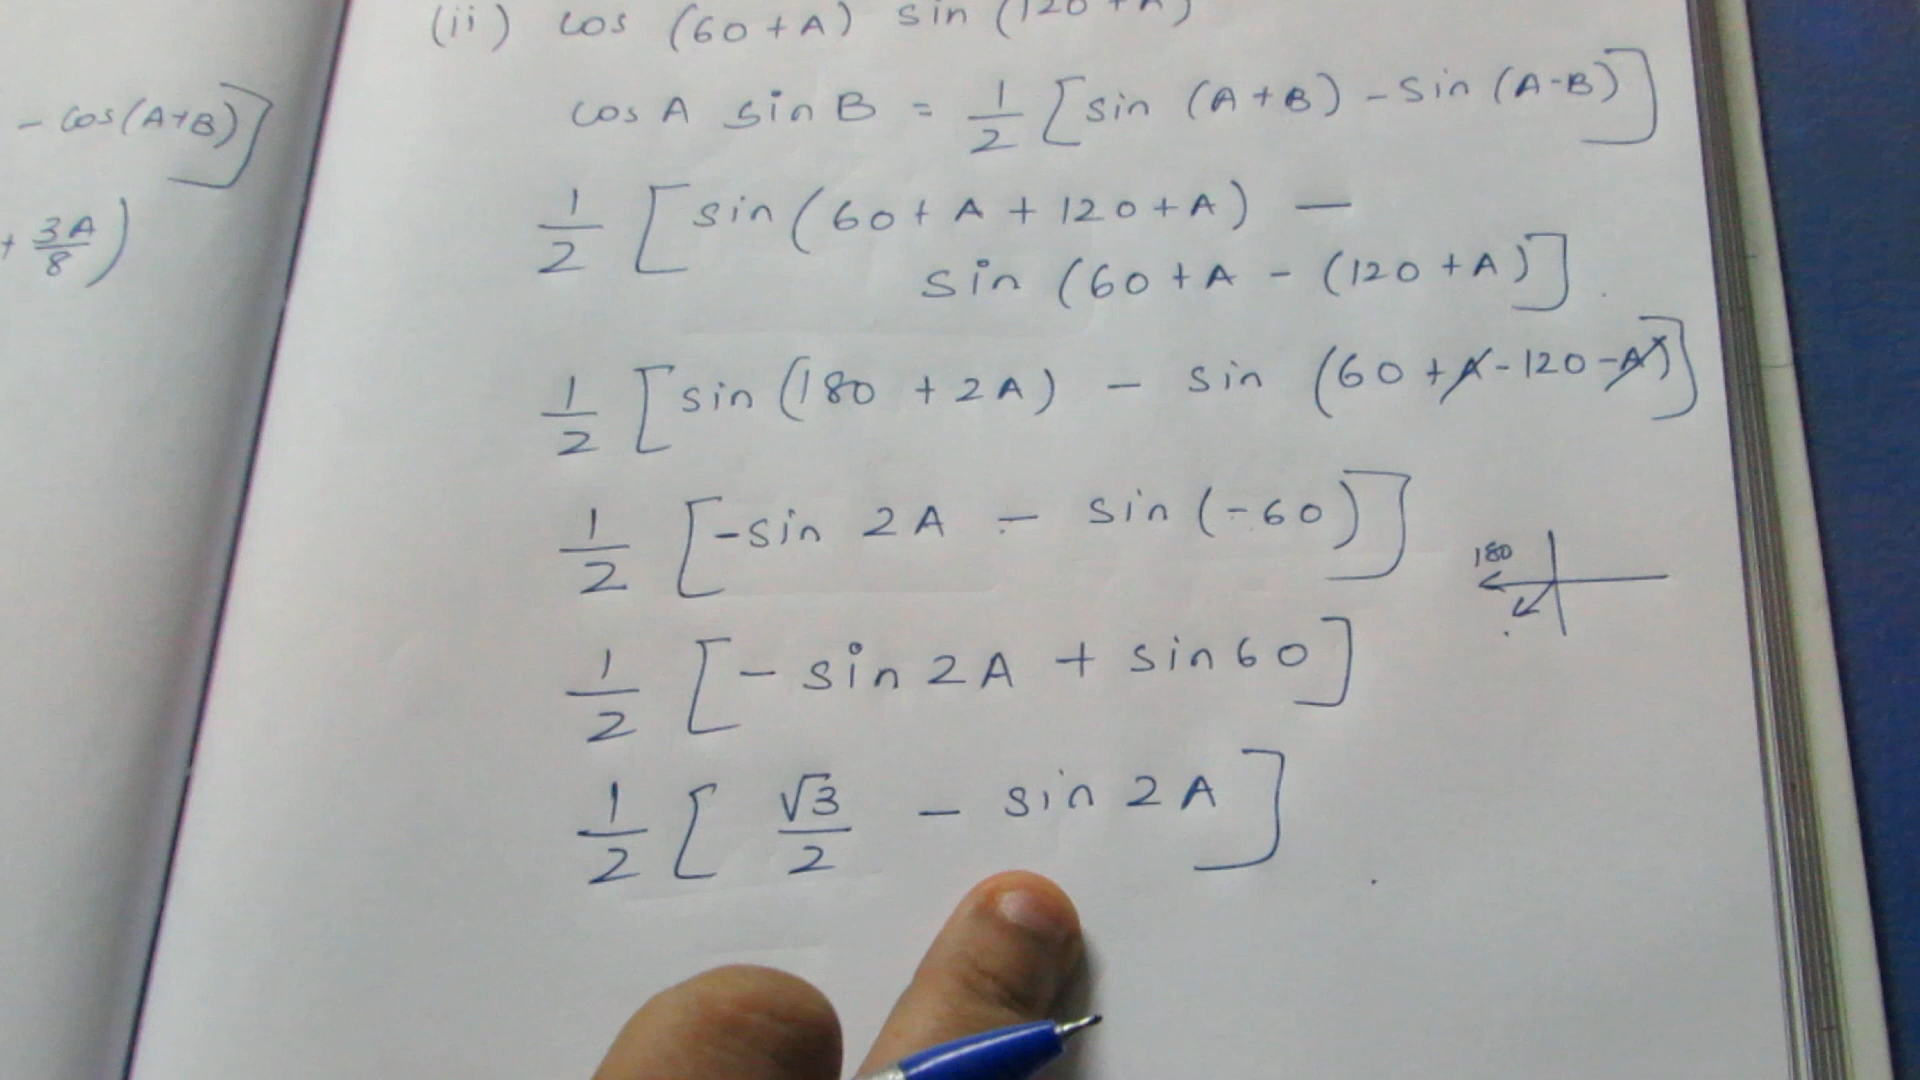 - cos(A+B)]
+ 3A/8)
(ii) cos (60+A) sin (120+A)
cos A sin B = 1/2 [sin (A+B) - sin (A-B)]
1/2 [sin (60+A+120+A) -
sin (60+A - (120+A)]
1/2 [sin (180 + 2A) - sin (60+A-120-A)]
1/2 [-sin 2A - sin (-60)]
180
1/2 [- sin 2A + sin 60]
1/2 [√3/2 - sin 2A]